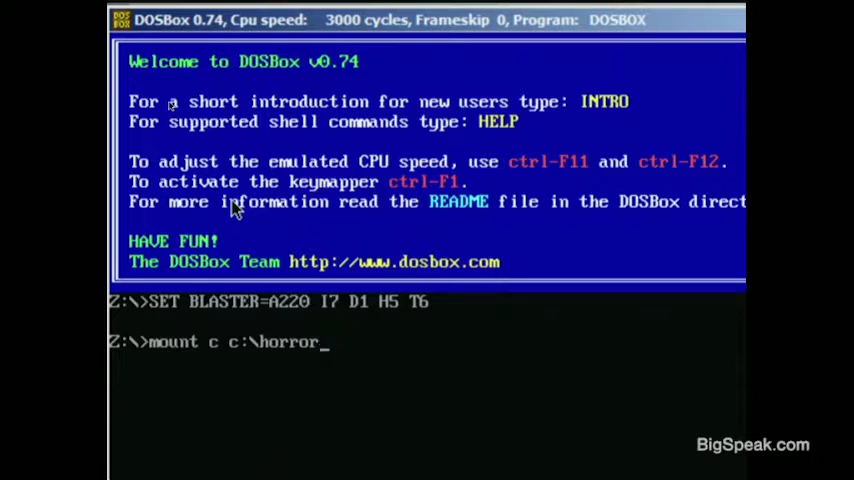 DOS BOX
DOSBox 0.74, Cpu speed: 3000 cycles, Frameskip 0, Program: DOSBOX
Welcome to DOSBox v0.74
For a short introduction for new users type: INTRO
For supported shell commands type: HELP
To adjust the emulated CPU speed, use ctrl-F11 and ctrl-F12.
To activate the keymapper ctrl-F1.
For more information read the README file in the DOSBox direct
HAVE FUN!
The DOSBox Team http://www.dosbox.com
Z:\>SET BLASTER=A220 I7 D1 H5 T6
Z:\>mount c c:\horror_
BigSpeak.com